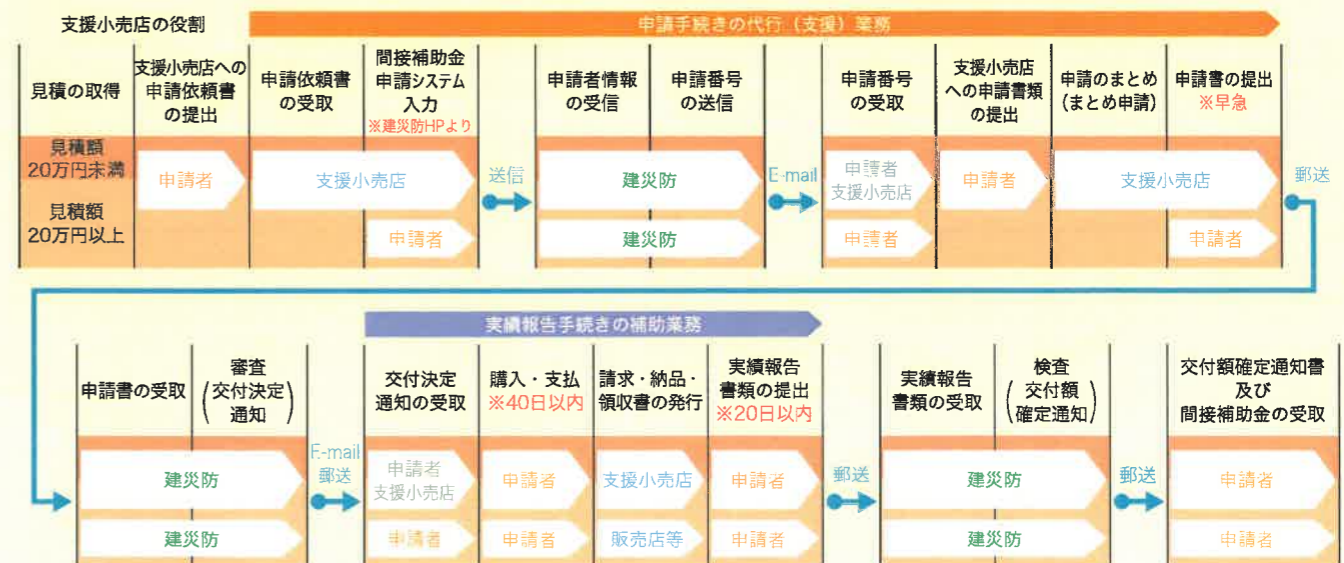 支援小売店の役割
申請手続きの代行（支援）業務
見積の取得
支援小売店への
申請依頼書
の提出
申請依頼書
の受取
間接補助金
申請システム
入力
※建災防HPより
申請者情報
の受信
申請番号
の送信
申請番号
の受取
支援小売店
への申請書類
の提出
申請のまとめ
(まとめ申請)
申請書の提出
※早急
見積額
20万円未満
申請者
支援小売店
送信
建災防
E-mail
申請者
支援小売店
申請者
支援小売店
郵送
見積額
20万円以上
申請者
建災防
申請者
申請者
実績報告手続きの補助業務
申請書の受取
審査
(交付決定
通知)
交付決定
通知の受取
購入・支払
※40日以内
請求・納品・
領収書の発行
実績報告
書類の提出
※20日以内
実績報告
書類の受取
検査
(交付額
確定通知)
交付額確定通知書
及び
間接補助金の受取
建災防
E-mail
郵送
申請者
支援小売店
申請者
支援小売店
申請者
郵送
建災防
郵送
申請者
建災防
申請者
申請者
販売店等
申請者
建災防
申請者